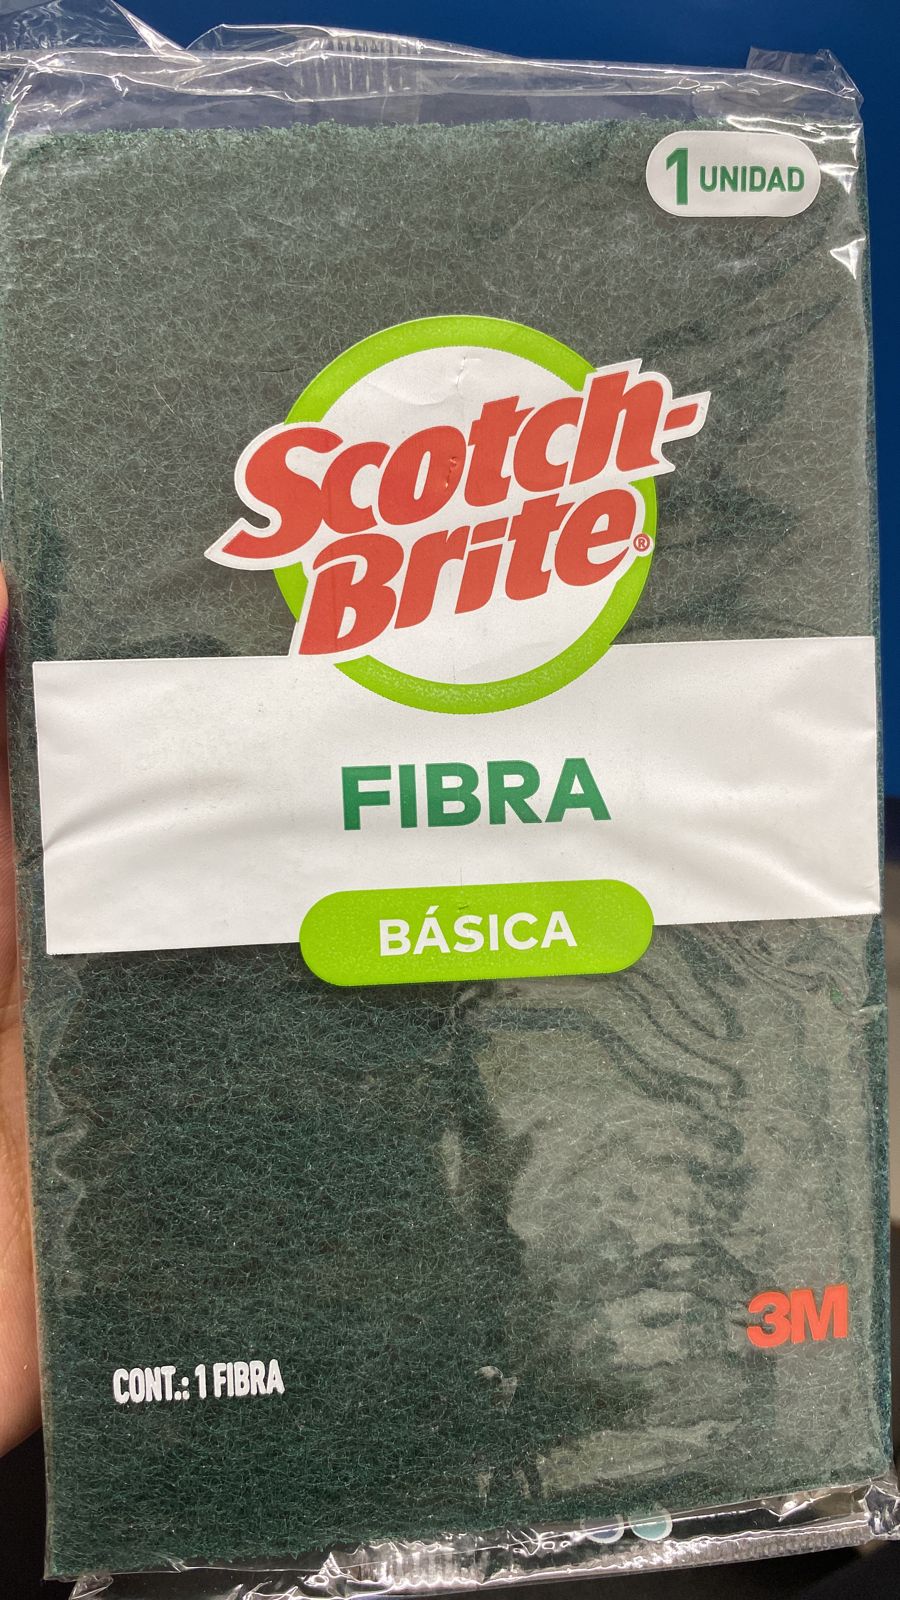 1 UNIDAD
Scotch-
Brite®
FIBRA
BÁSICA
3M
CONT.: 1 FIBRA